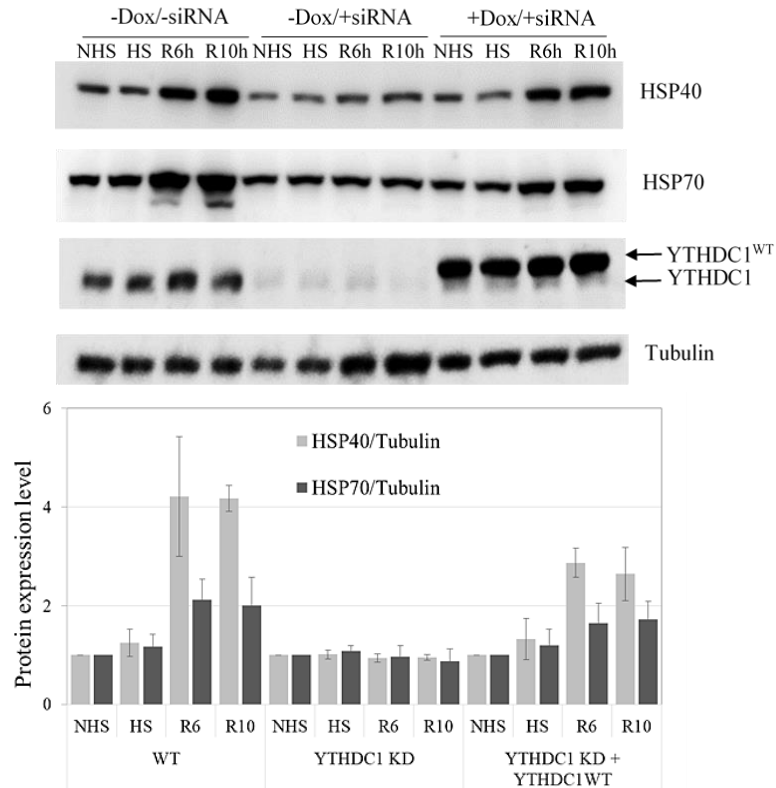 -Dox/-siRNA -Dox/+siRNA +Dox/+siRNA
NHS HS R6h R10h NHS HS R6h R10h NHS HS R6h R10h
HSP40
HSP70
YTHDC1WT
YTHDC1
Tubulin
6
4
2
0
Protein expression level
HSP40/Tubulin
HSP70/Tubulin
NHS HS R6 R10 NHS HS R6 R10 NHS HS R6 R10
WT YTHDC1 KD YTHDC1 KD +
YTHDC1WT